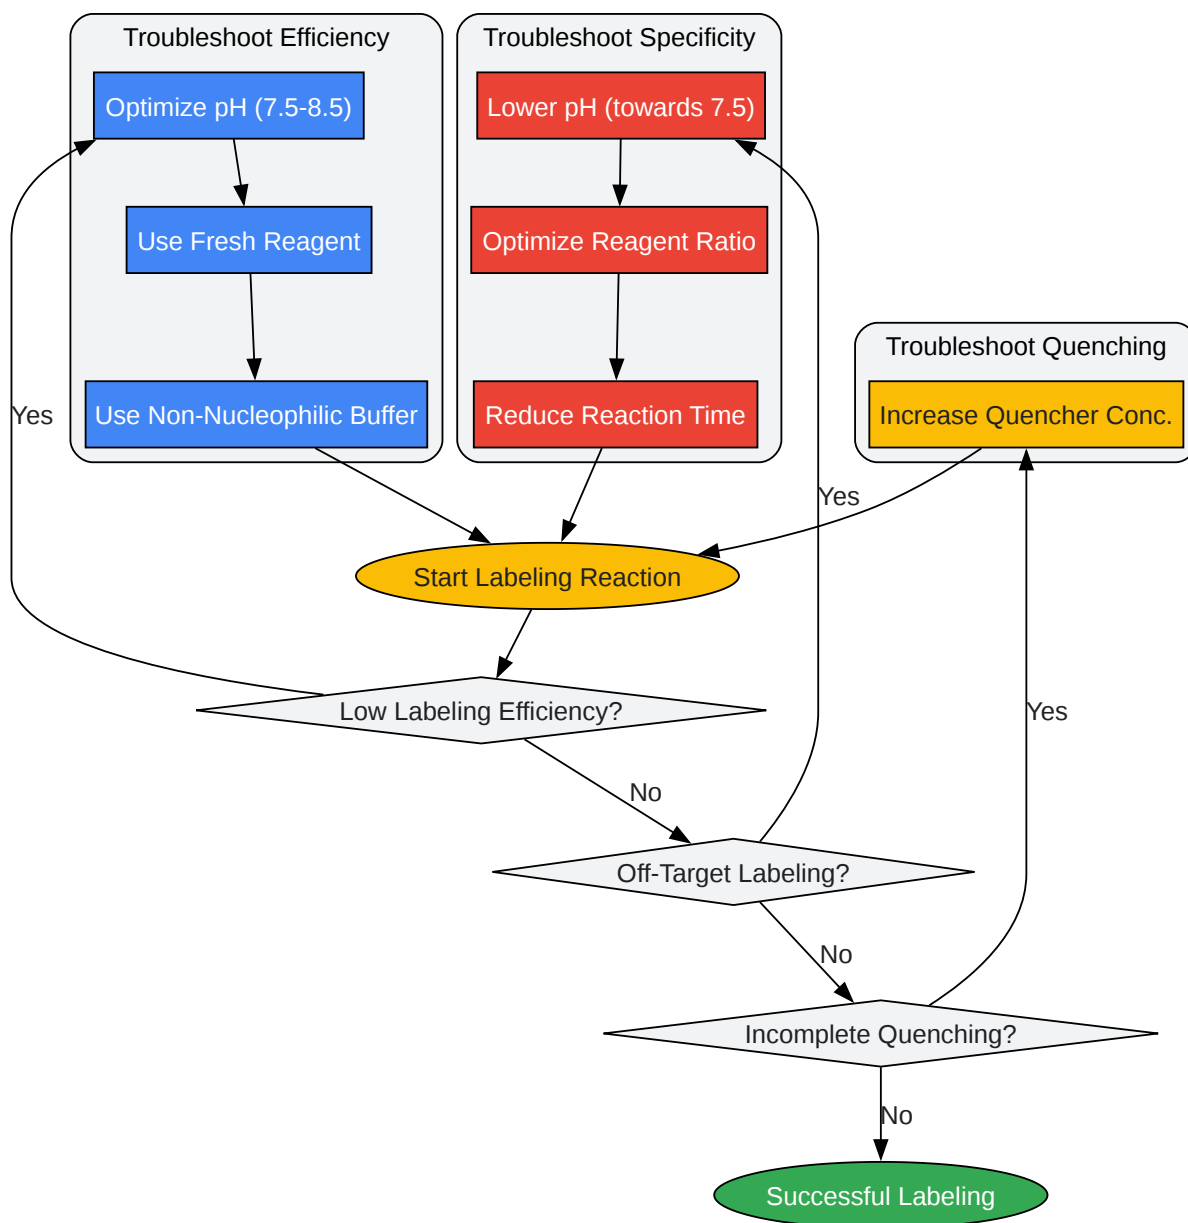 Troubleshoot Efficiency
Troubleshoot Specificity
Optimize pH (7.5-8.5)
Lower pH (towards 7.5)
Use Fresh Reagent
Optimize Reagent Ratio
Troubleshoot Quenching
Use Non-Nucleophilic Buffer
Reduce Reaction Time
Increase Quencher Conc.
Yes
Yes
Start Labeling Reaction
Low Labeling Efficiency?
Yes
No
Off-Target Labeling?
No
Incomplete Quenching?
No
Successful Labeling